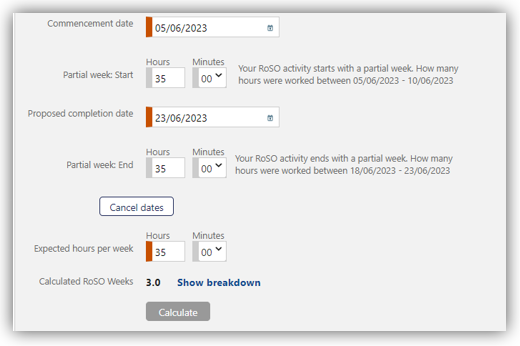 Commencement date
05/06/2023
Hours Minutes
Partial week: Start
35 00
Your RoSO activity starts with a partial week. How many
hours were worked between 05/06/2023 - 10/06/2023
Proposed completion date
23/06/2023
Hours Minutes
Partial week: End
35 00
Your RoSO activity ends with a partial week. How many
hours were worked between 18/06/2023 - 23/06/2023
Cancel dates
Hours Minutes
Expected hours per week
35 00
Calculated RoSO Weeks 3.0 Show breakdown
Calculate